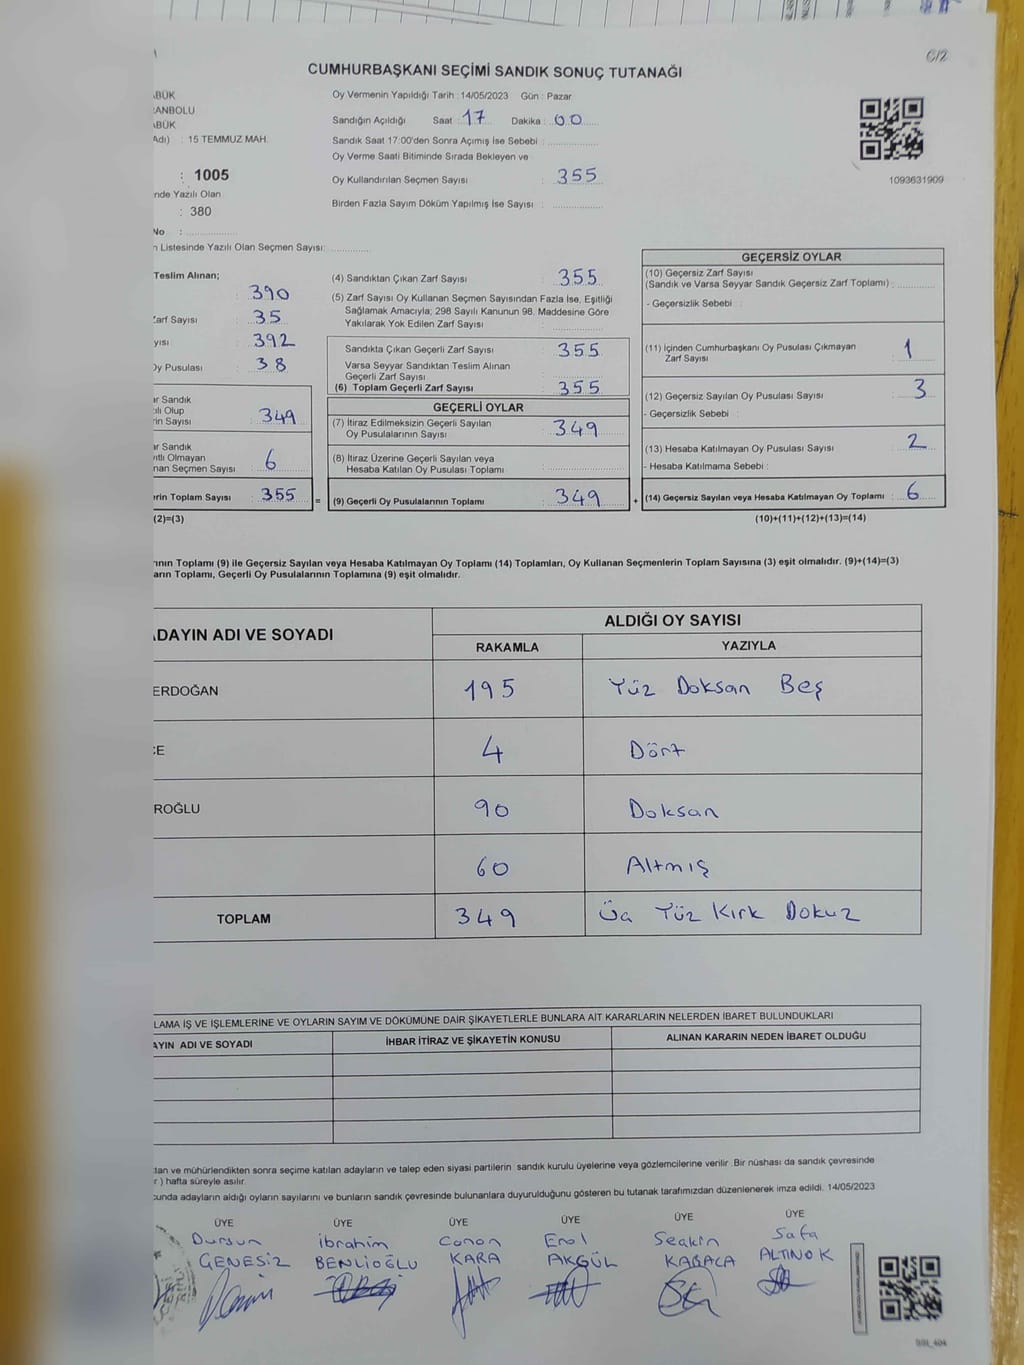 C/2
CUMHURBAŞKANI SEÇİMİ SANDIK SONUÇ TUTANAĞI
ABÜK
ANBOLU
ABÜK
Adı) : 15 TEMMUZ MAH.
: 1005
nde Yazılı Olan
: 380
No : 
n Listesinde Yazılı Olan Seçmen Sayısı:
Oy Vermenin Yapıldığı Tarih : 14/05/2023 Gün : Pazar
Sandığın Açıldığı Saat : 17 Dakika : 00
Sandık Saat 17:00'den Sonra Açımış İse Sebebi :
Oy Verme Saati Bitiminde Sırada Bekleyen ve
Oy Kullandırılan Seçmen Sayısı : 355
Birden Fazla Sayım Döküm Yapılmış İse Sayısı :
1093631909
Teslim Alınan;
: 390
Zarf Sayısı : 35
yısı : 392
Oy Pusulası : 38
ar Sandık
ılı Olup
rin Sayısı : 349
ar Sandık
ıtlı Olmayan
nan Seçmen Sayısı : 6
erin Toplam Sayısı : 355 =
(2)=(3)
(4) Sandıktan Çıkan Zarf Sayısı : 355
(5) Zarf Sayısı Oy Kullanan Seçmen Sayısından Fazla İse, Eşitliği
Sağlamak Amacıyla; 298 Sayılı Kanunun 98. Maddesine Göre
Yakılarak Yok Edilen Zarf Sayısı :
Sandıkta Çıkan Geçerli Zarf Sayısı : 355
Varsa Seyyar Sandıktan Teslim Alınan
Geçerli Zarf Sayısı :
(6) Toplam Geçerli Zarf Sayısı : 355
GEÇERLİ OYLAR
(7) İtiraz Edilmeksizin Geçerli Sayılan
Oy Pusulalarının Sayısı : 349
(8) İtiraz Üzerine Geçerli Sayılan veya
Hesaba Katılan Oy Pusulası Toplamı :
(9) Geçerli Oy Pusulalarının Toplamı : 349 +
GEÇERSİZ OYLAR
(10) Geçersiz Zarf Sayısı
(Sandık ve Varsa Seyyar Sandık Geçersiz Zarf Toplamı) :
- Geçersizlik Sebebi :
(11) İçinden Cumhurbaşkanı Oy Pusulası Çıkmayan
Zarf Sayısı : 1
(12) Geçersiz Sayılan Oy Pusulası Sayısı : 3
- Geçersizlik Sebebi :
(13) Hesaba Katılmayan Oy Pusulası Sayısı : 2
- Hesaba Katılmama Sebebi :
(14) Geçersiz Sayılan veya Hesaba Katılmayan Oy Toplamı : 6
(10)+(11)+(12)+(13)=(14)
ının Toplamı (9) ile Geçersiz Sayılan veya Hesaba Katılmayan Oy Toplamı (14) Toplamları, Oy Kullanan Seçmenlerin Toplam Sayısına (3) eşit olmalıdır. (9)+(14)=(3)
arın Toplamı, Geçerli Oy Pusulalarının Toplamına (9) eşit olmalıdır.
ADAYIN ADI VE SOYADI ALDIĞI OY SAYISI
RAKAMLA YAZIYLA
ERDOĞAN 195 Yüz Doksan Beş
CE 4 Dört
ROĞLU 90 Doksan
60 Altmış
TOPLAM 349 Üç Yüz Kırk Dokuz
LAMA İŞ VE İŞLEMLERİNE VE OYLARIN SAYIM VE DÖKÜMÜNE DAİR ŞİKAYETLERLE BUNLARA AİT KARARLARIN NELERDEN İBARET BULUNDUKLARI
AYIN ADI VE SOYADI İHBAR İTİRAZ VE ŞİKAYETİN KONUSU ALINAN KARARIN NEDEN İBARET OLDUĞU
tan ve mühürlendikten sonra seçime katılan adayların ve talep eden siyasi partilerin sandık kurulu üyelerine veya gözlemcilerine verilir .Bir nüshası da sandık çevresinde
r ) hafta süreyle asılır.
cunda adayların aldığı oyların sayılarını ve bunların sandık çevresinde bulunanlara duyurulduğunu gösteren bu tutanak tarafımızdan düzenlenerek imza edildi. 14/05/2023
ÜYE ÜYE ÜYE ÜYE ÜYE ÜYE
Dursun İbrahim Canan Erol Seçkin Safa
GENESİZ BENLİOĞLU KARA AKGÜL KABACA ALTINOK